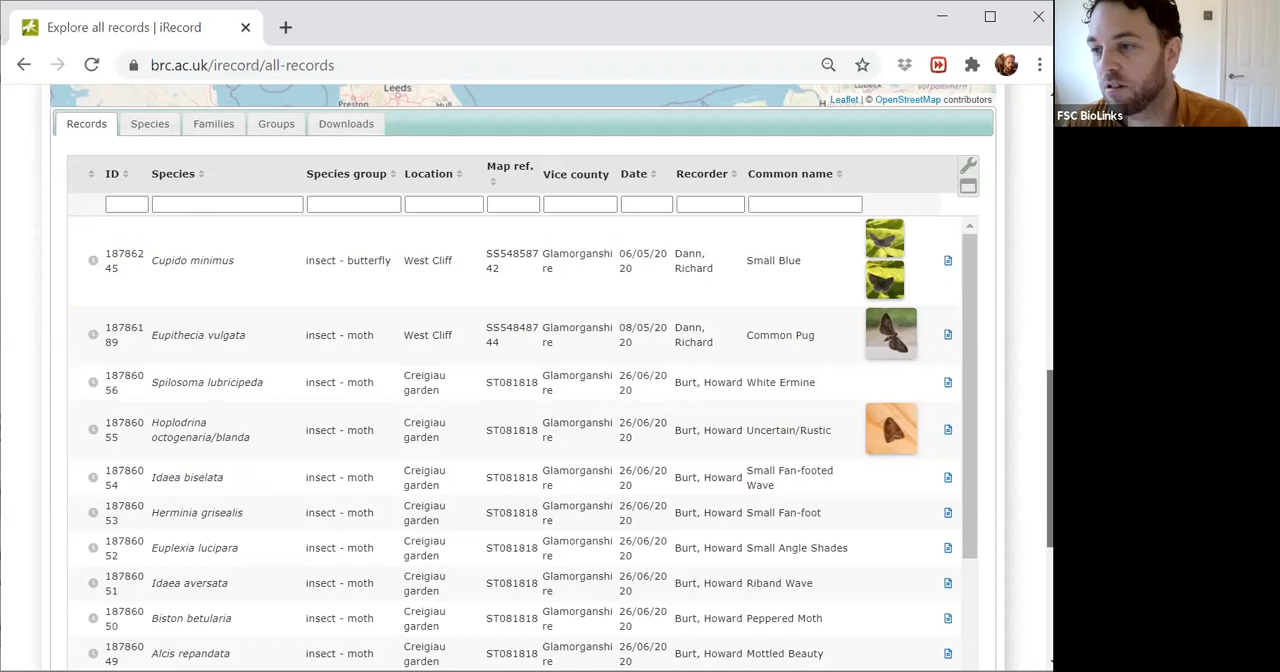 Explore all records | iRecord
brc.ac.uk/irecord/all-records
Leeds
Preston
Hull
Leaflet | © OpenStreetMap contributors
FSC BioLinks
Records Species Families Groups Downloads
ID Species Species group Location Map ref. Vice county Date Recorder Common name
187862
45 Cupido minimus insect - butterfly West Cliff SS548587
42 Glamorganshi
re 06/05/20
20 Dann,
Richard Small Blue
187861
89 Eupithecia vulgata insect - moth West Cliff SS548487
44 Glamorganshi
re 08/05/20
20 Dann,
Richard Common Pug
187860
56 Spilosoma lubricipeda insect - moth Creigiau
garden ST081818 Glamorganshi
re 26/06/20
20 Burt, Howard White Ermine
187860
55 Hoplodrina
octogenaria/blanda insect - moth Creigiau
garden ST081818 Glamorganshi
re 26/06/20
20 Burt, Howard Uncertain/Rustic
187860
54 Idaea biselata insect - moth Creigiau
garden ST081818 Glamorganshi
re 26/06/20
20 Burt, Howard Small Fan-footed
Wave
187860
53 Herminia grisealis insect - moth Creigiau
garden ST081818 Glamorganshi
re 26/06/20
20 Burt, Howard Small Fan-foot
187860
52 Euplexia lucipara insect - moth Creigiau
garden ST081818 Glamorganshi
re 26/06/20
20 Burt, Howard Small Angle Shades
187860
51 Idaea aversata insect - moth Creigiau
garden ST081818 Glamorganshi
re 26/06/20
20 Burt, Howard Riband Wave
187860
50 Biston betularia insect - moth Creigiau
garden ST081818 Glamorganshi
re 26/06/20
20 Burt, Howard Peppered Moth
187860
49 Alcis repandata insect - moth Creigiau
garden ST081818 Glamorganshi
re 26/06/20
20 Burt, Howard Mottled Beauty